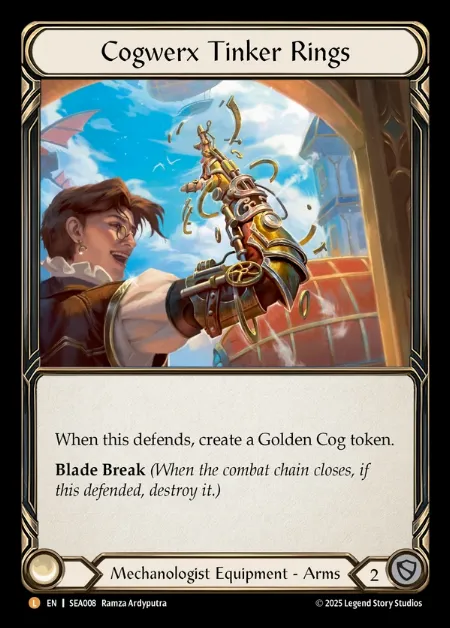 Cogwerx Tinker Rings
When this defends, create a Golden Cog token.
Blade Break (When the combat chain closes, if
this defended, destroy it.)
Mechanologist Equipment - Arms 2
L EN | SEA008 Ramza Ardyputra © 2025 Legend Story Studios